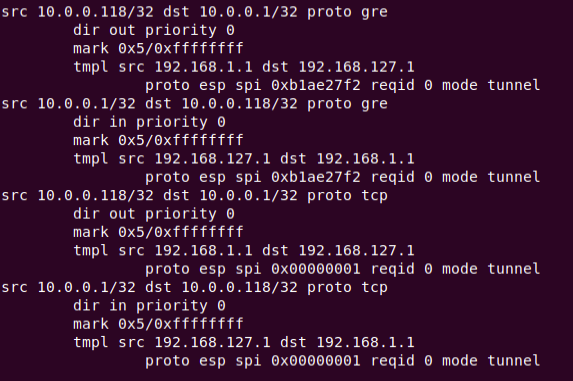 src 10.0.0.118/32 dst 10.0.0.1/32 proto gre
dir out priority 0
mark 0x5/0xffffffff
tmpl src 192.168.1.1 dst 192.168.127.1
proto esp spi 0xb1ae27f2 reqid 0 mode tunnel
src 10.0.0.1/32 dst 10.0.0.118/32 proto gre
dir in priority 0
mark 0x5/0xffffffff
tmpl src 192.168.127.1 dst 192.168.1.1
proto esp spi 0xb1ae27f2 reqid 0 mode tunnel
src 10.0.0.118/32 dst 10.0.0.1/32 proto tcp
dir out priority 0
mark 0x5/0xffffffff
tmpl src 192.168.1.1 dst 192.168.127.1
proto esp spi 0x00000001 reqid 0 mode tunnel
src 10.0.0.1/32 dst 10.0.0.118/32 proto tcp
dir in priority 0
mark 0x5/0xffffffff
tmpl src 192.168.127.1 dst 192.168.1.1
proto esp spi 0x00000001 reqid 0 mode tunnel